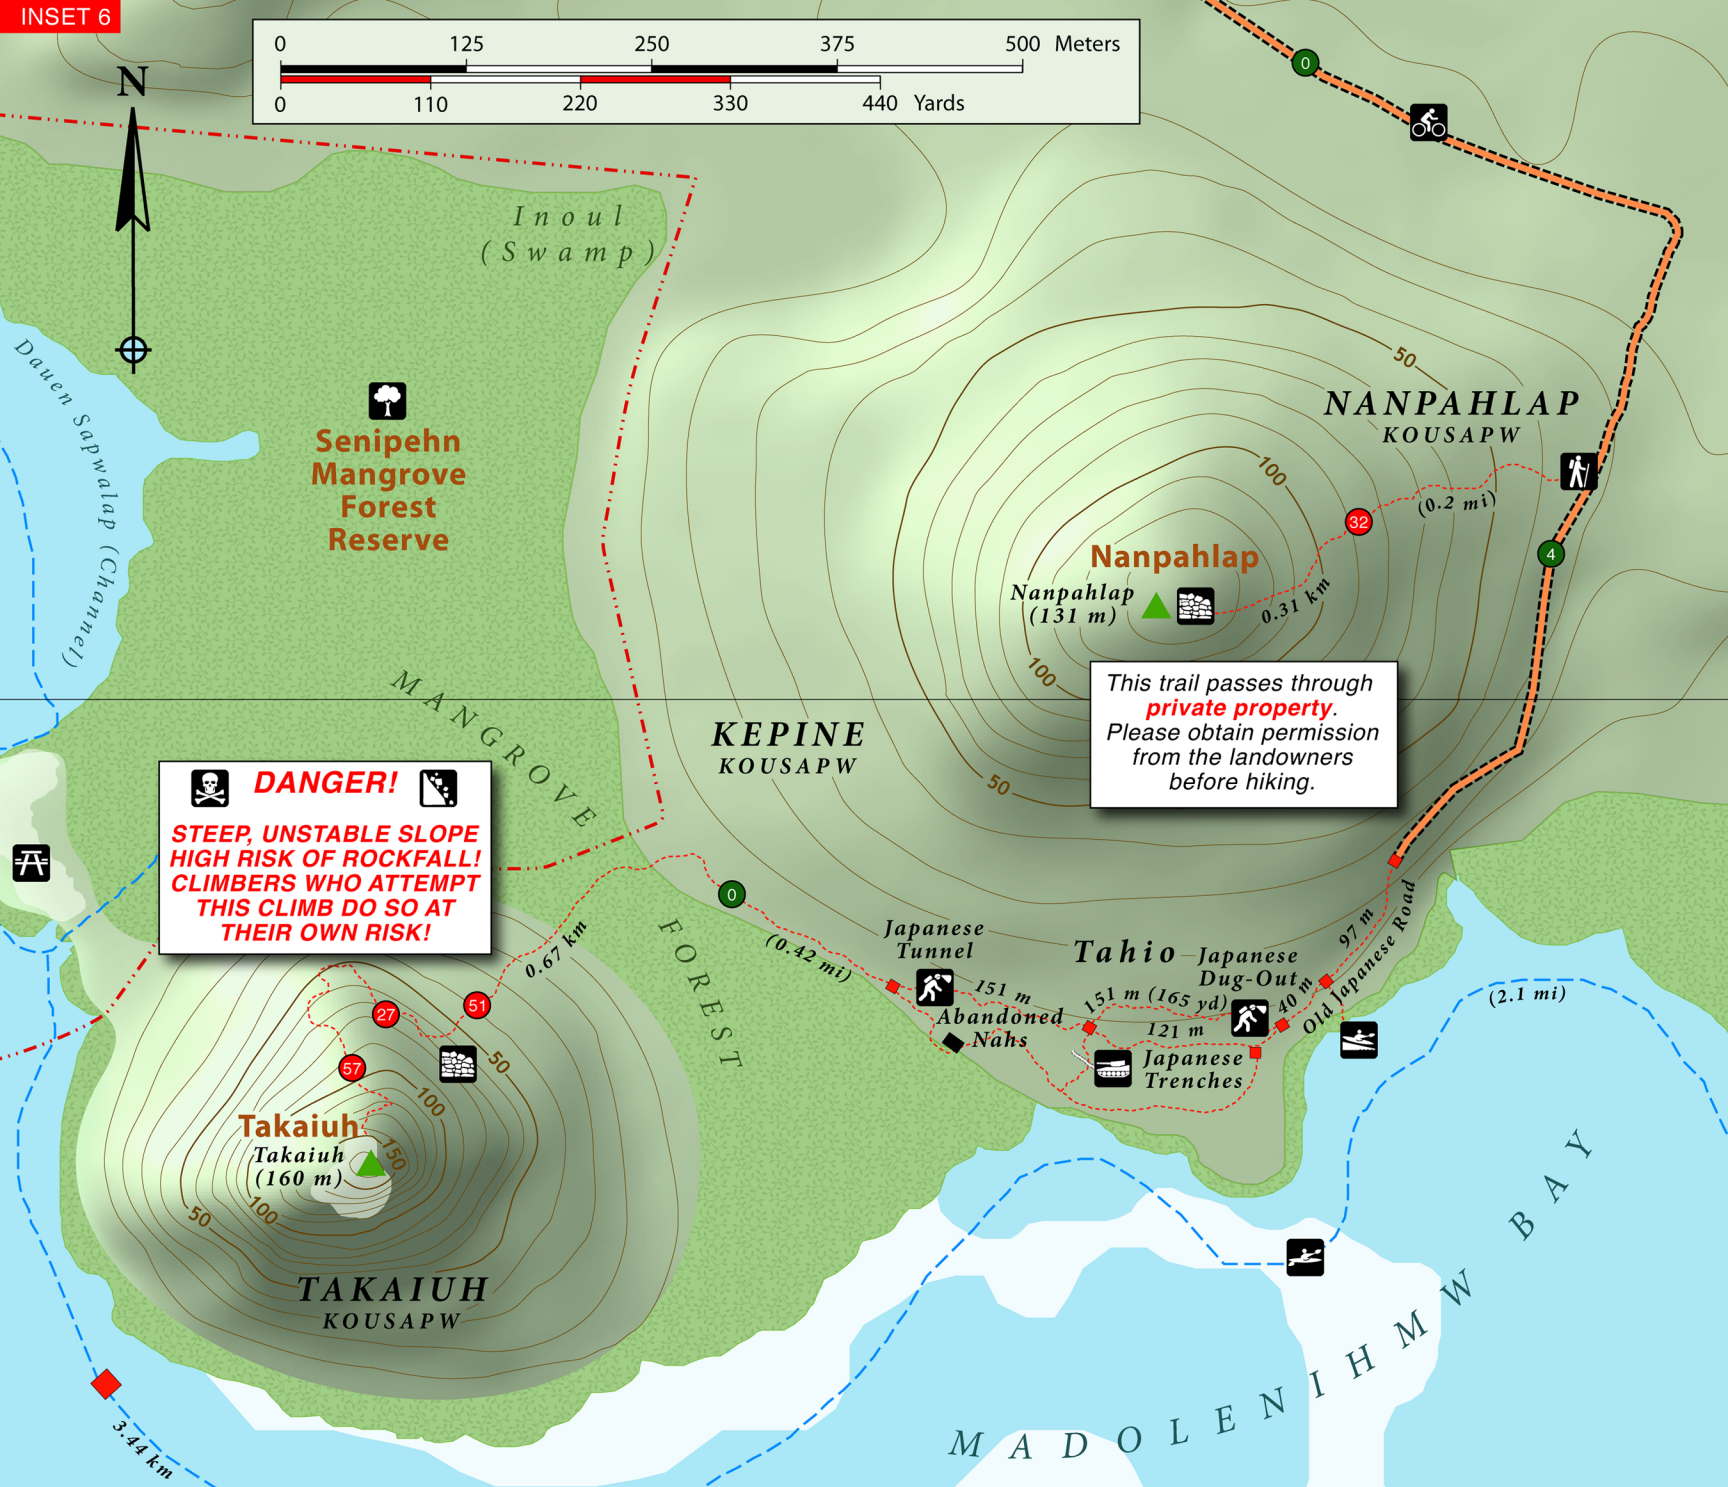 INSET 6
0 125 250 375 500 Meters
0 110 220 330 440 Yards
N
0
Inoul
(Swamp)
Dauen Sapwalap (Channel)
Senipehn
Mangrove
Forest
Reserve
50
NANPAHLAP
KOUSAPW
100
(0.2 mi)
32
4
Nanpahlap
Nanpahlap
(131 m)
0.31 km
100
50
This trail passes through
private property.
Please obtain permission
from the landowners
before hiking.
KEPINE
KOUSAPW
MANGROVE
FOREST
DANGER!
STEEP, UNSTABLE SLOPE
HIGH RISK OF ROCKFALL!
CLIMBERS WHO ATTEMPT
THIS CLIMB DO SO AT
THEIR OWN RISK!
0
0.67 km
(0.42 mi)
Japanese
Tunnel
Tahio
Japanese
Dug-Out
97 m
Old Japanese Road
40 m
151 m
151 m (165 yd)
121 m
Abandoned
Nahs
Japanese
Trenches
(2.1 mi)
51
27
57
50
100
150
Takaiuh
Takaiuh
(160 m)
50
100
TAKAIUH
KOUSAPW
3.44 km
MADOLENIHMW BAY